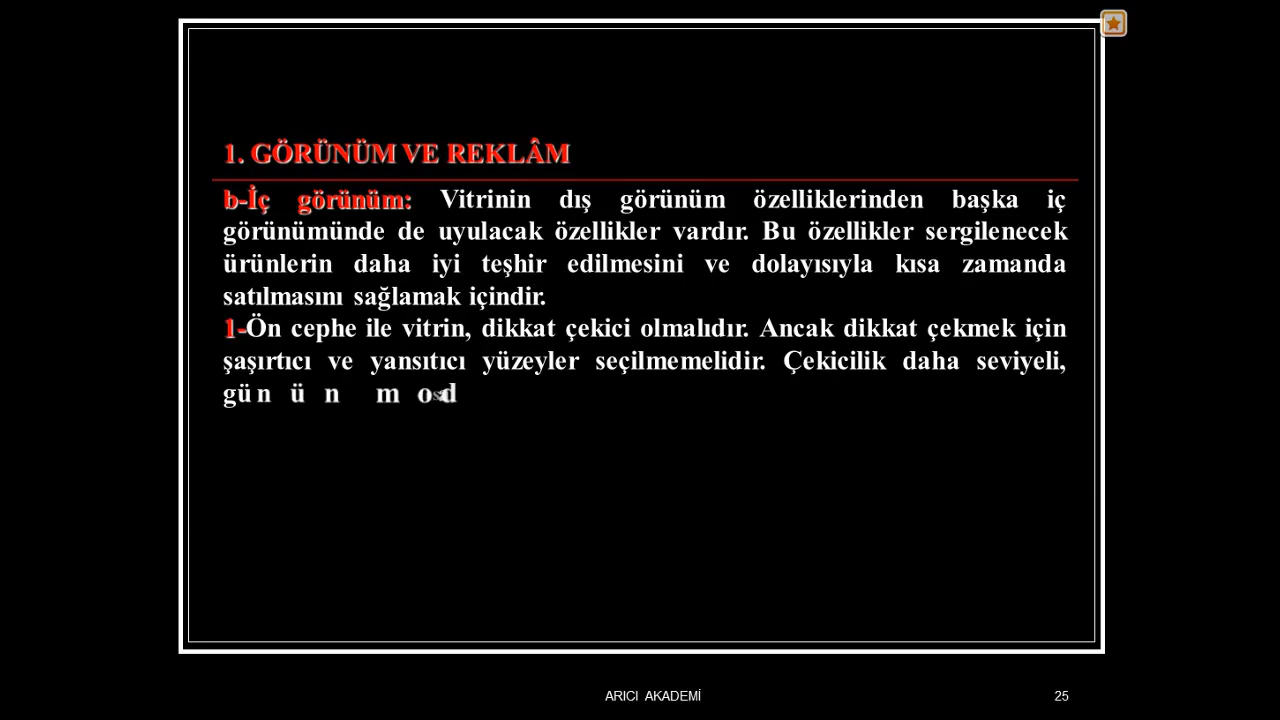 1. GÖRÜNÜM VE REKLÂM
b-İç görünüm: Vitrinin dış görünüm özelliklerinden başka iç
görünümünde de uyulacak özellikler vardır. Bu özellikler sergilenecek
ürünlerin daha iyi teşhir edilmesini ve dolayısıyla kısa zamanda
satılmasını sağlamak içindir.
1-Ön cephe ile vitrin, dikkat çekici olmalıdır. Ancak dikkat çekmek için
şaşırtıcı ve yansıtıcı yüzeyler seçilmemelidir. Çekicilik daha seviyeli,
günün
ARICI AKADEMİ
25